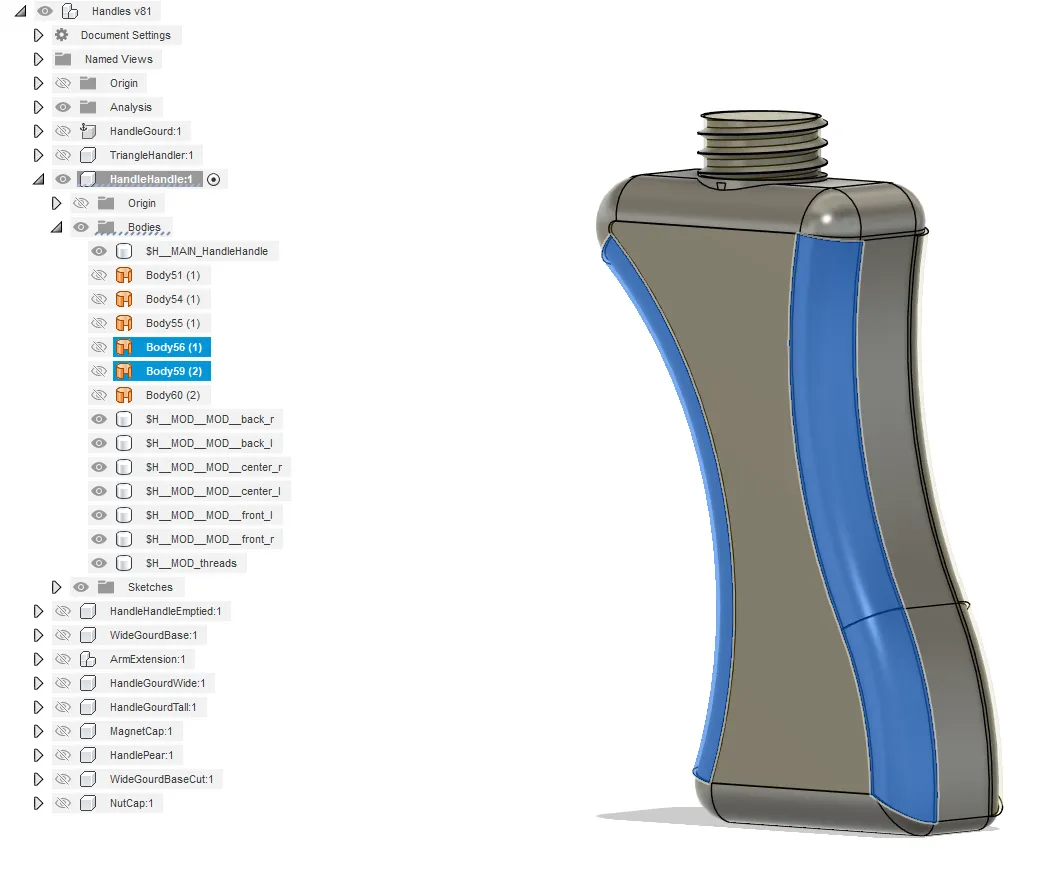 Handles v81
Document Settings
Named Views
Origin
Analysis
HandleGourd:1
TriangleHandler:1
HandleHandle:1
Origin
Bodies
$H__MAIN_HandleHandle
Body51 (1)
Body54 (1)
Body55 (1)
Body56 (1)
Body59 (2)
Body60 (2)
$H__MOD__MOD__back_r
$H__MOD__MOD__back_l
$H__MOD__MOD__center_r
$H__MOD__MOD__center_l
$H__MOD__MOD__front_l
$H__MOD__MOD__front_r
$H__MOD_threads
Sketches
HandleHandleEmptied:1
WideGourdBase:1
ArmExtension:1
HandleGourdWide:1
HandleGourdTall:1
MagnetCap:1
HandlePear:1
WideGourdBaseCut:1
NutCap:1